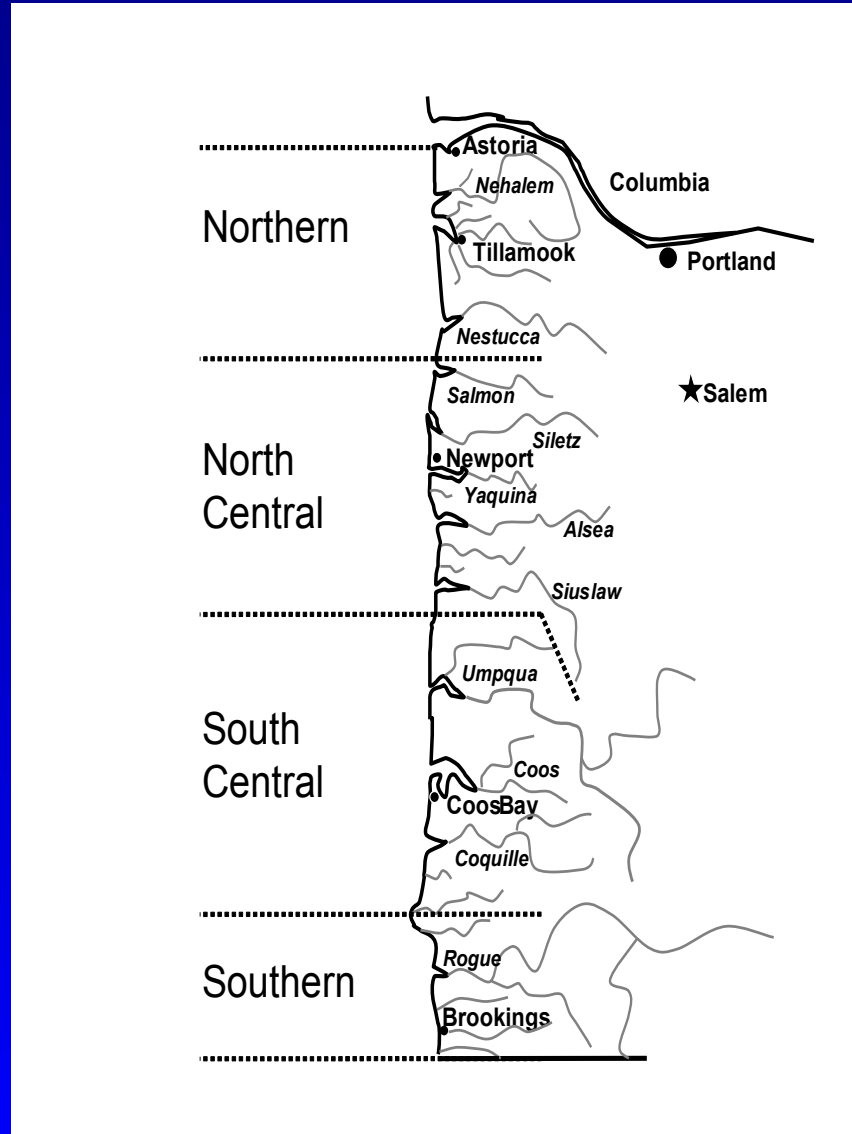 Astoria
Columbia
Nehalem
Northern
Tillamook
Portland
Nestucca
Salmon
Salem
Siletz
North
Central
Newport
Yaquina
Alsea
Siuslaw
Umpqua
South
Central
Coos
CoosBay
Coquille
Rogue
Southern
Brookings